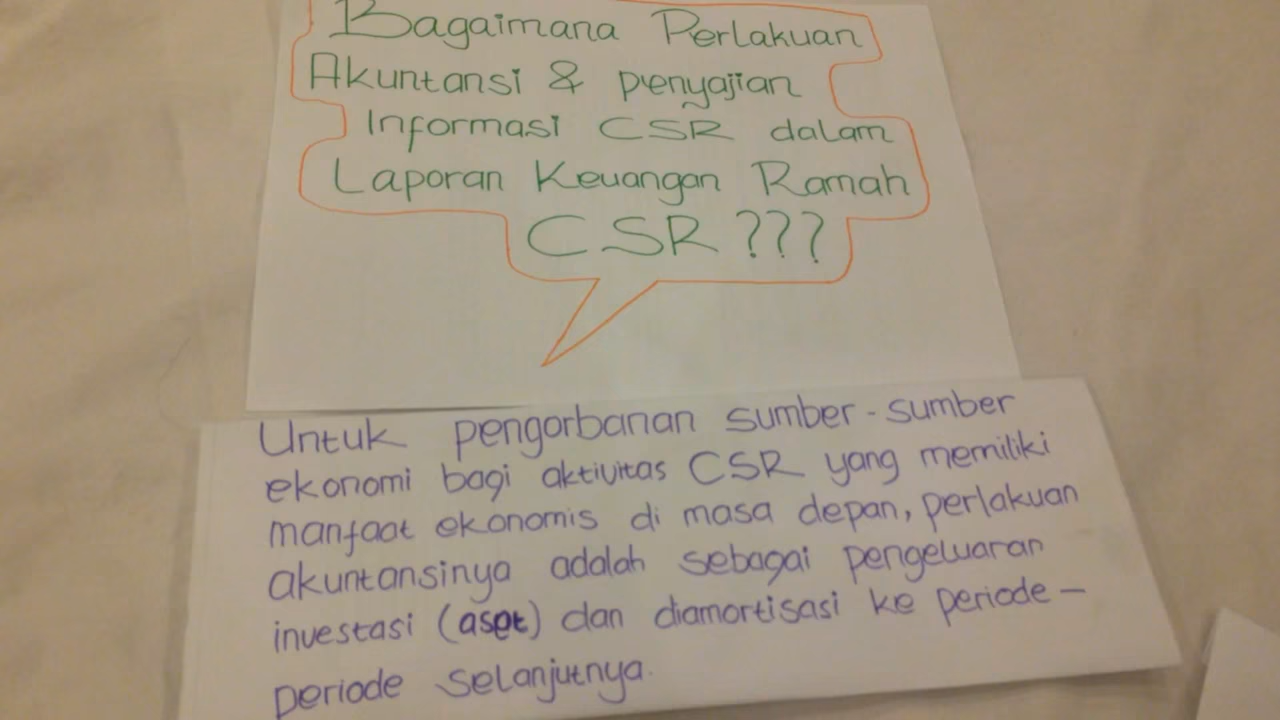 Bagaimana Perlakuan
Akuntansi & penyajian
Informasi CSR dalam
Laporan Keuangan Ramah
CSR ???
Untuk pengorbanan sumber-sumber
ekonomi bagi aktivitas CSR yang memiliki
manfaat ekonomis di masa depan, perlakuan
akuntansinya adalah sebagai pengeluaran
investasi (aset) dan diamortisasi ke periode-
periode selanjutnya.